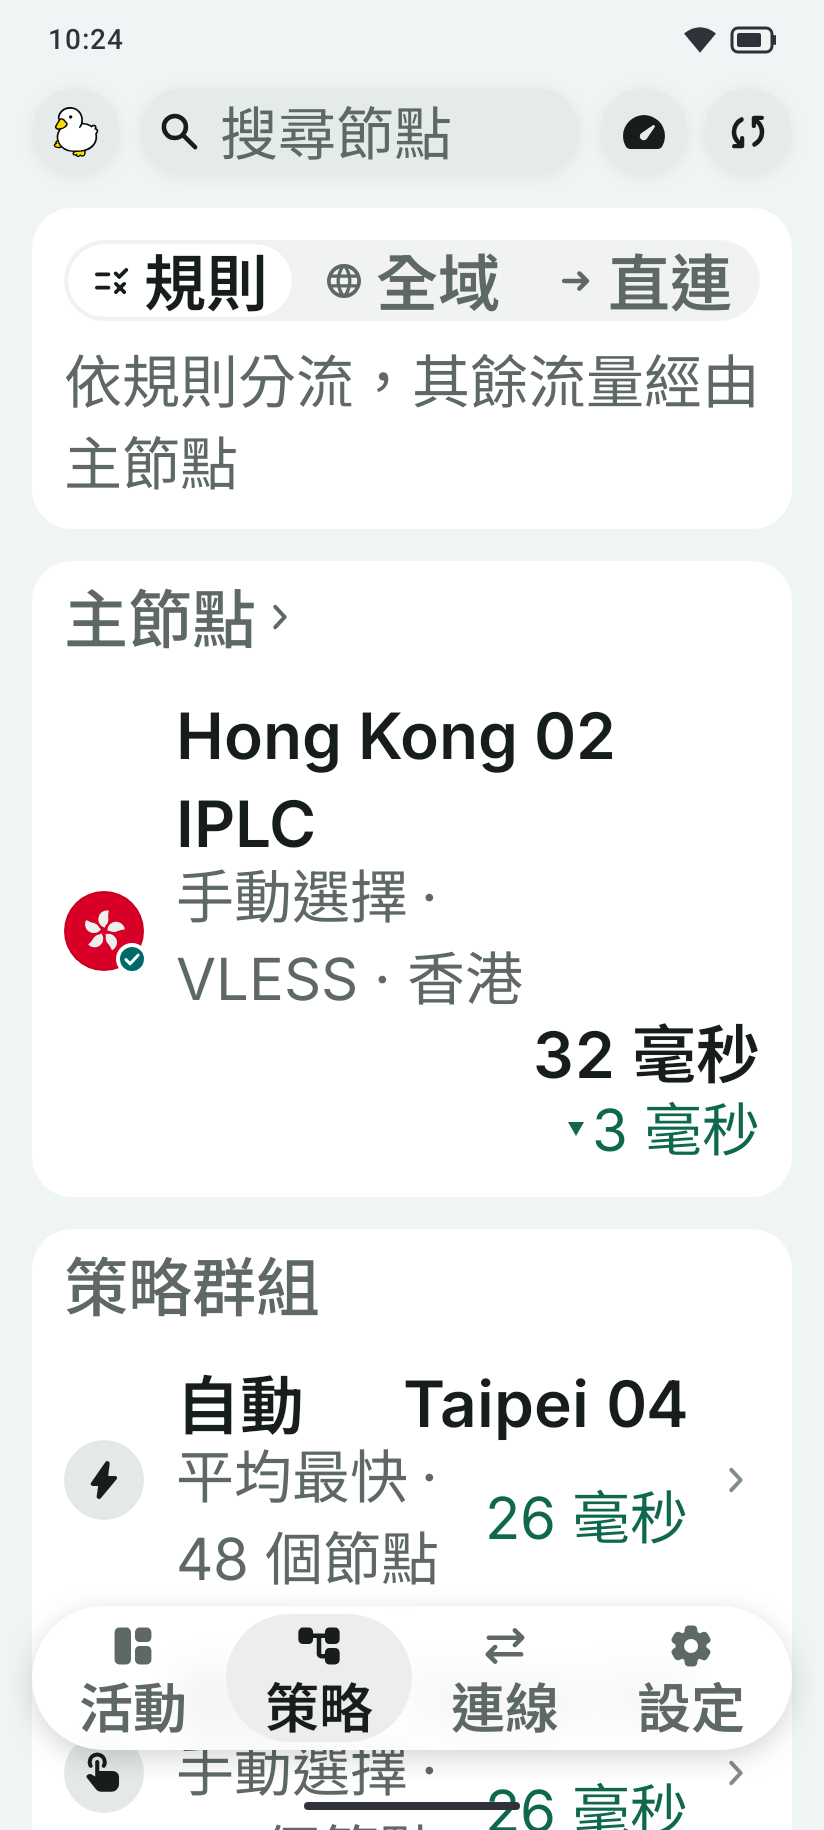 10:24
搜尋節點
規則 全域 直連
依規則分流，其餘流量經由
主節點
主節點
Hong Kong 02
IPLC
手動選擇 ·
VLESS · 香港
32 毫秒
▼3 毫秒
策略群組
自動 Taipei 04
平均最快 ·
48 個節點
26 毫秒
活動 策略 連線 設定
手動選擇 ·
26 毫秒